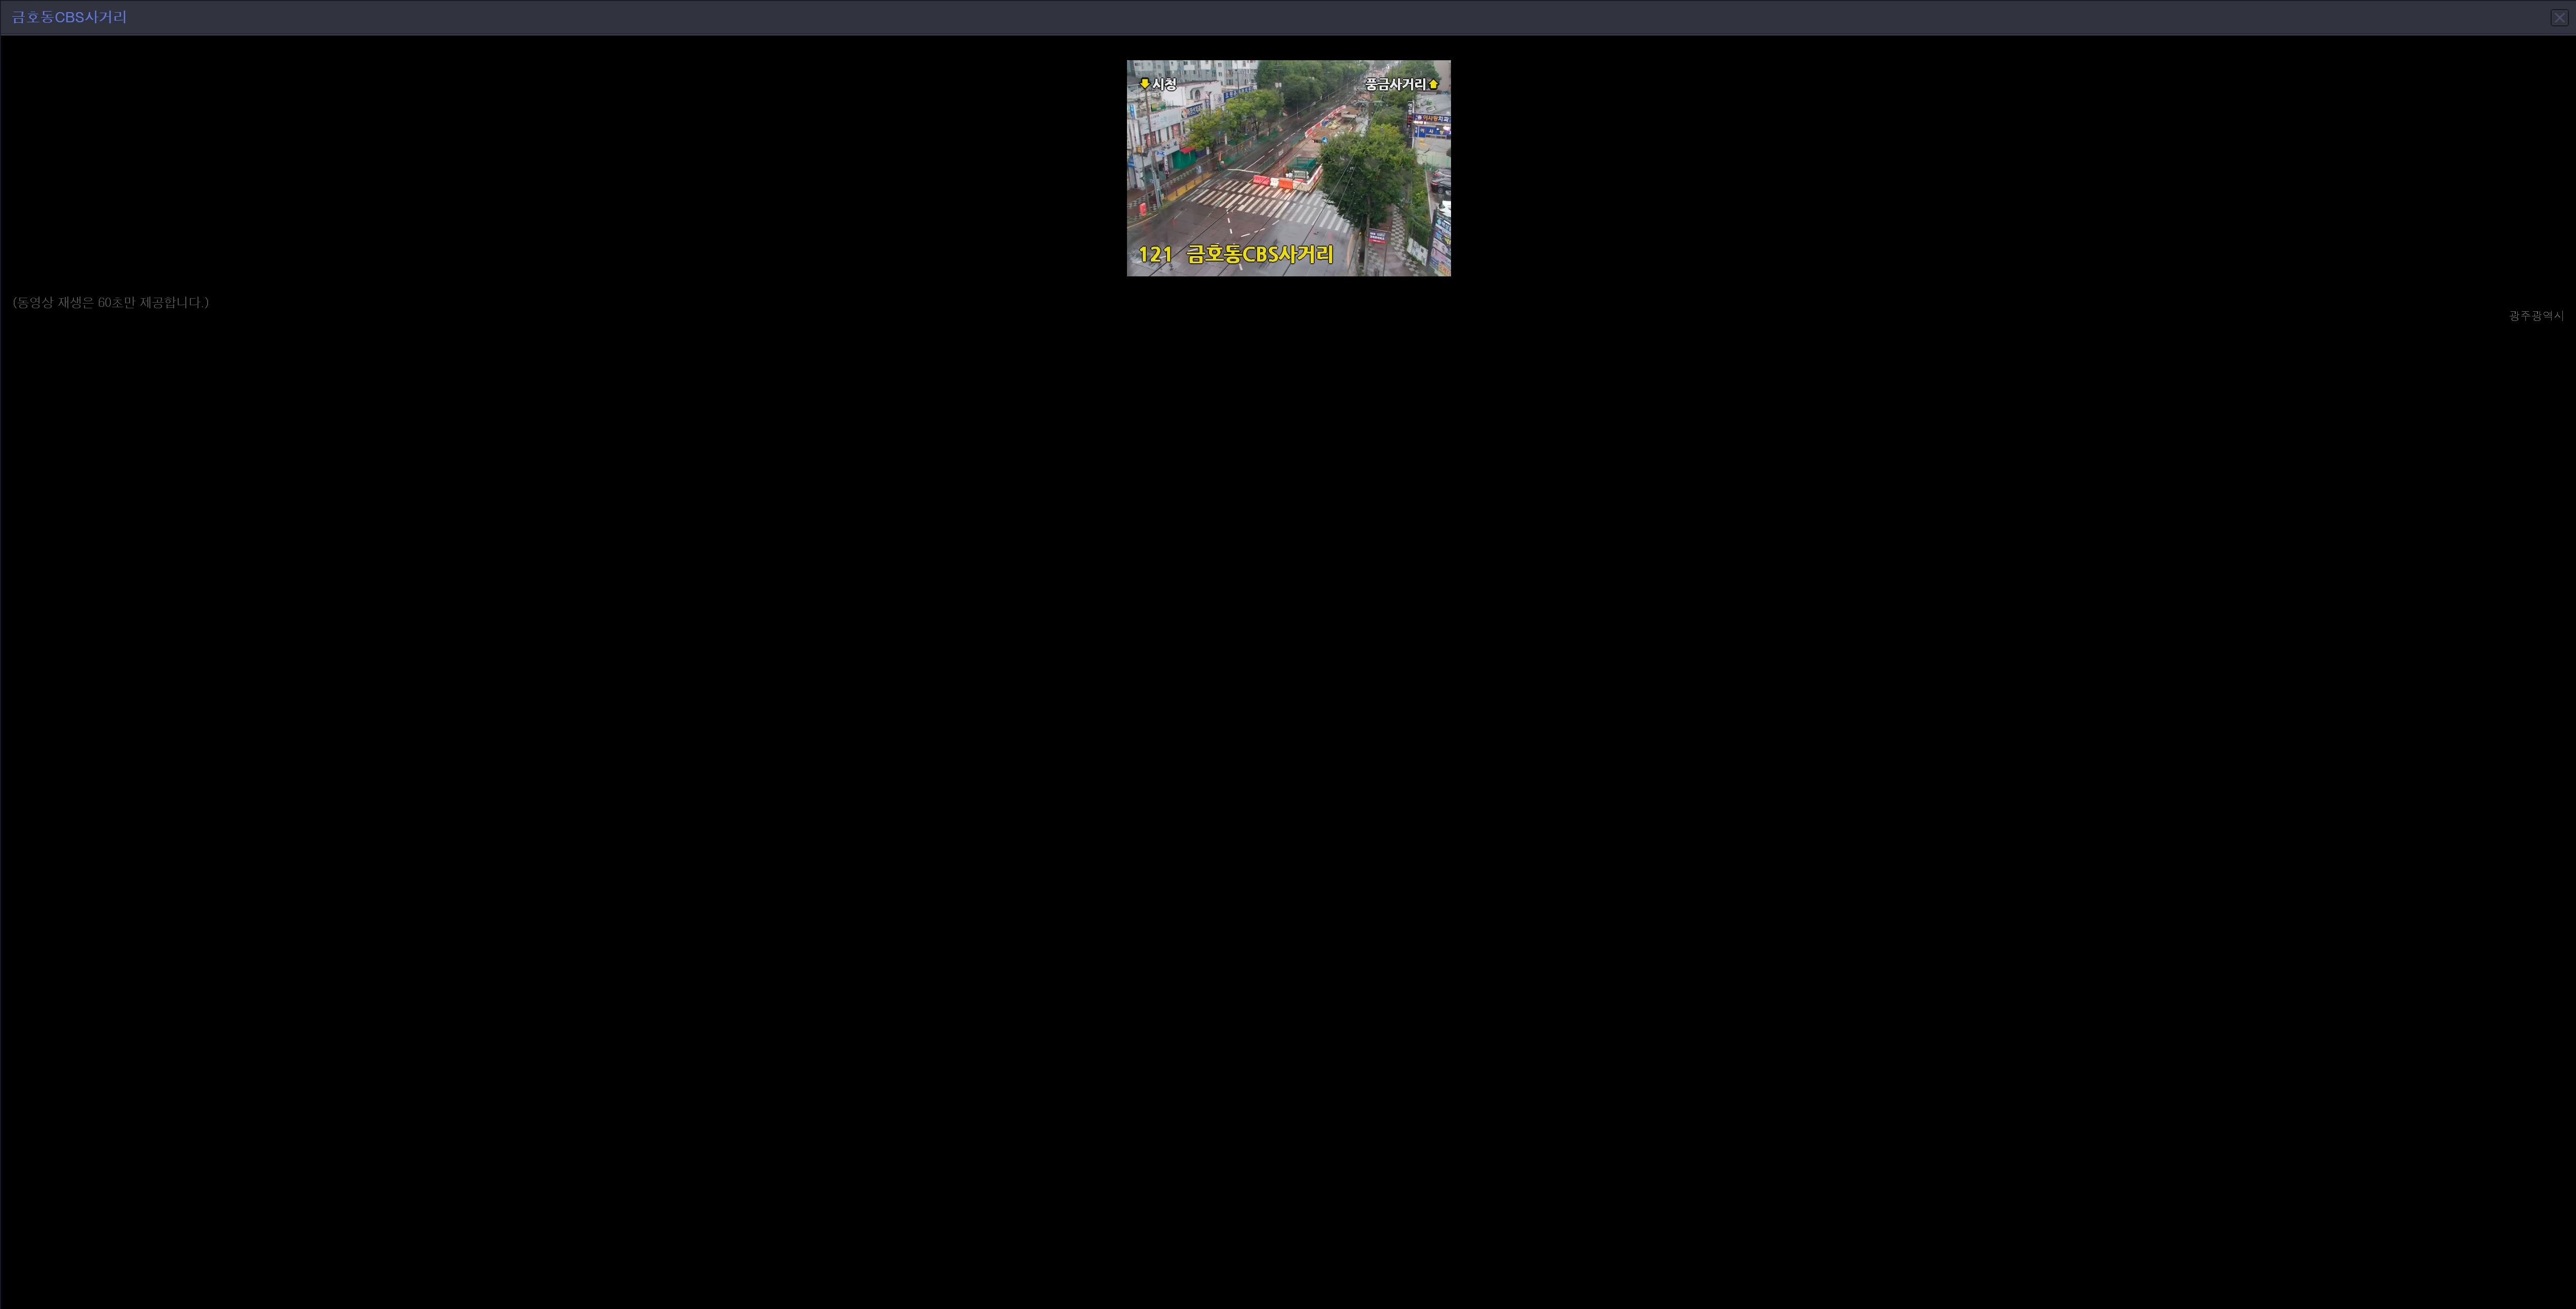 금호동CBS사거리
시청
풍금사거리
121 금호동CBS사거리
(동영상 재생은 60초만 제공합니다.)
광주광역시